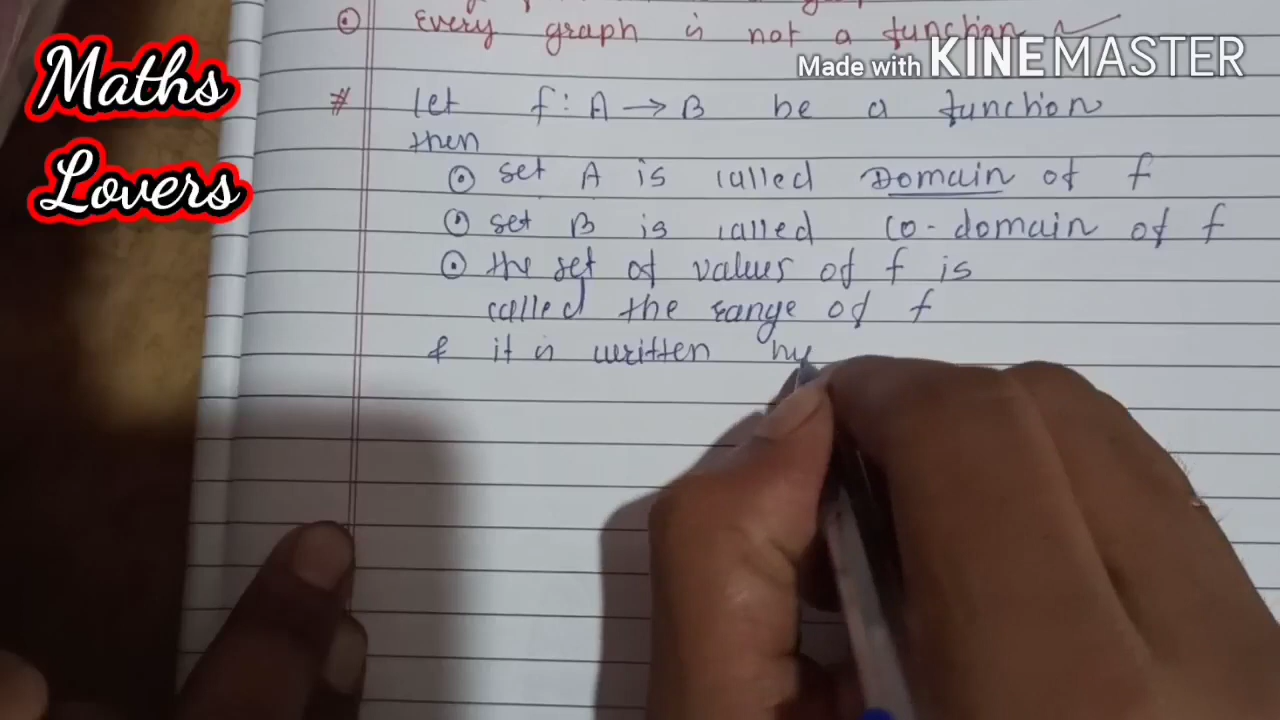 Every graph is not a function
Made with KINEMASTER
Maths
Lovers
# let f: A → B be a function
then
set A is called Domain of f
set B is called co-domain of f
the set of values of f is
called the range of f
& it is written by